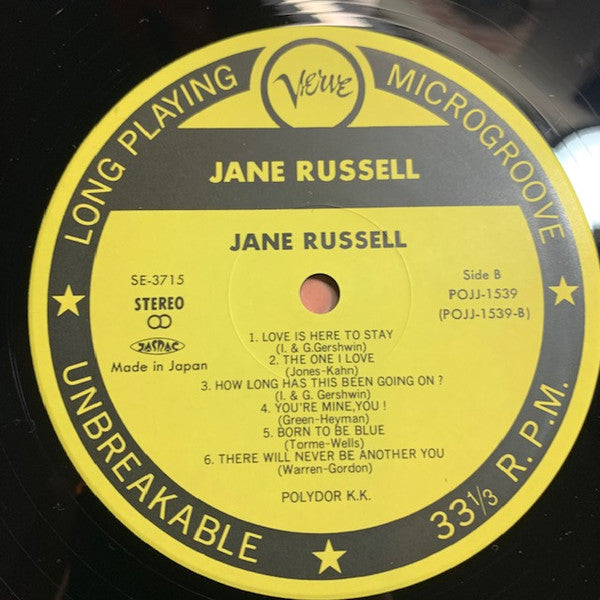 LONG PLAYING
Verve
MICROGROOVE
JANE RUSSELL
JANE RUSSELL
SE-3715
STEREO
JASRAC
Made in Japan
Side B
POJJ-1539
(POJJ-1539-B)
1. LOVE IS HERE TO STAY
(I. & G.Gershwin)
2. THE ONE I LOVE
(Jones-Kahn)
3. HOW LONG HAS THIS BEEN GOING ON ?
(I. & G. Gershwin)
4. YOU'RE MINE,YOU !
(Green-Heyman)
5. BORN TO BE BLUE
(Torme-Wells)
6. THERE WILL NEVER BE ANOTHER YOU
(Warren-Gordon)
POLYDOR K.K.
UNBREAKABLE
33 1/3 R.P.M.